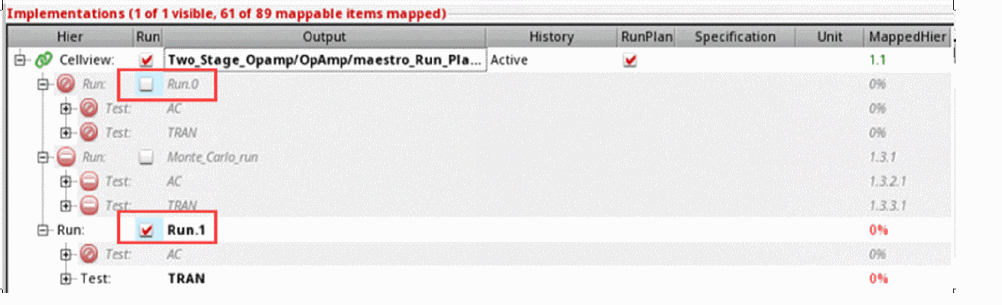 Implementations (1 of 1 visible, 61 of 89 mappable items mapped)
Hier Run Output History RunPlan Specification Unit MappedHier
Cellview: Two_Stage_Opamp/OpAmp/maestro_Run_Pla... Active 1.1
Run: Run.0 0%
Test: AC 0%
Test: TRAN 0%
Run: Monte_Carlo_run 1.3.1
Test: AC 1.3.2.1
Test: TRAN 1.3.3.1
Run: Run.1 0%
Test: AC 0%
Test: TRAN 0%